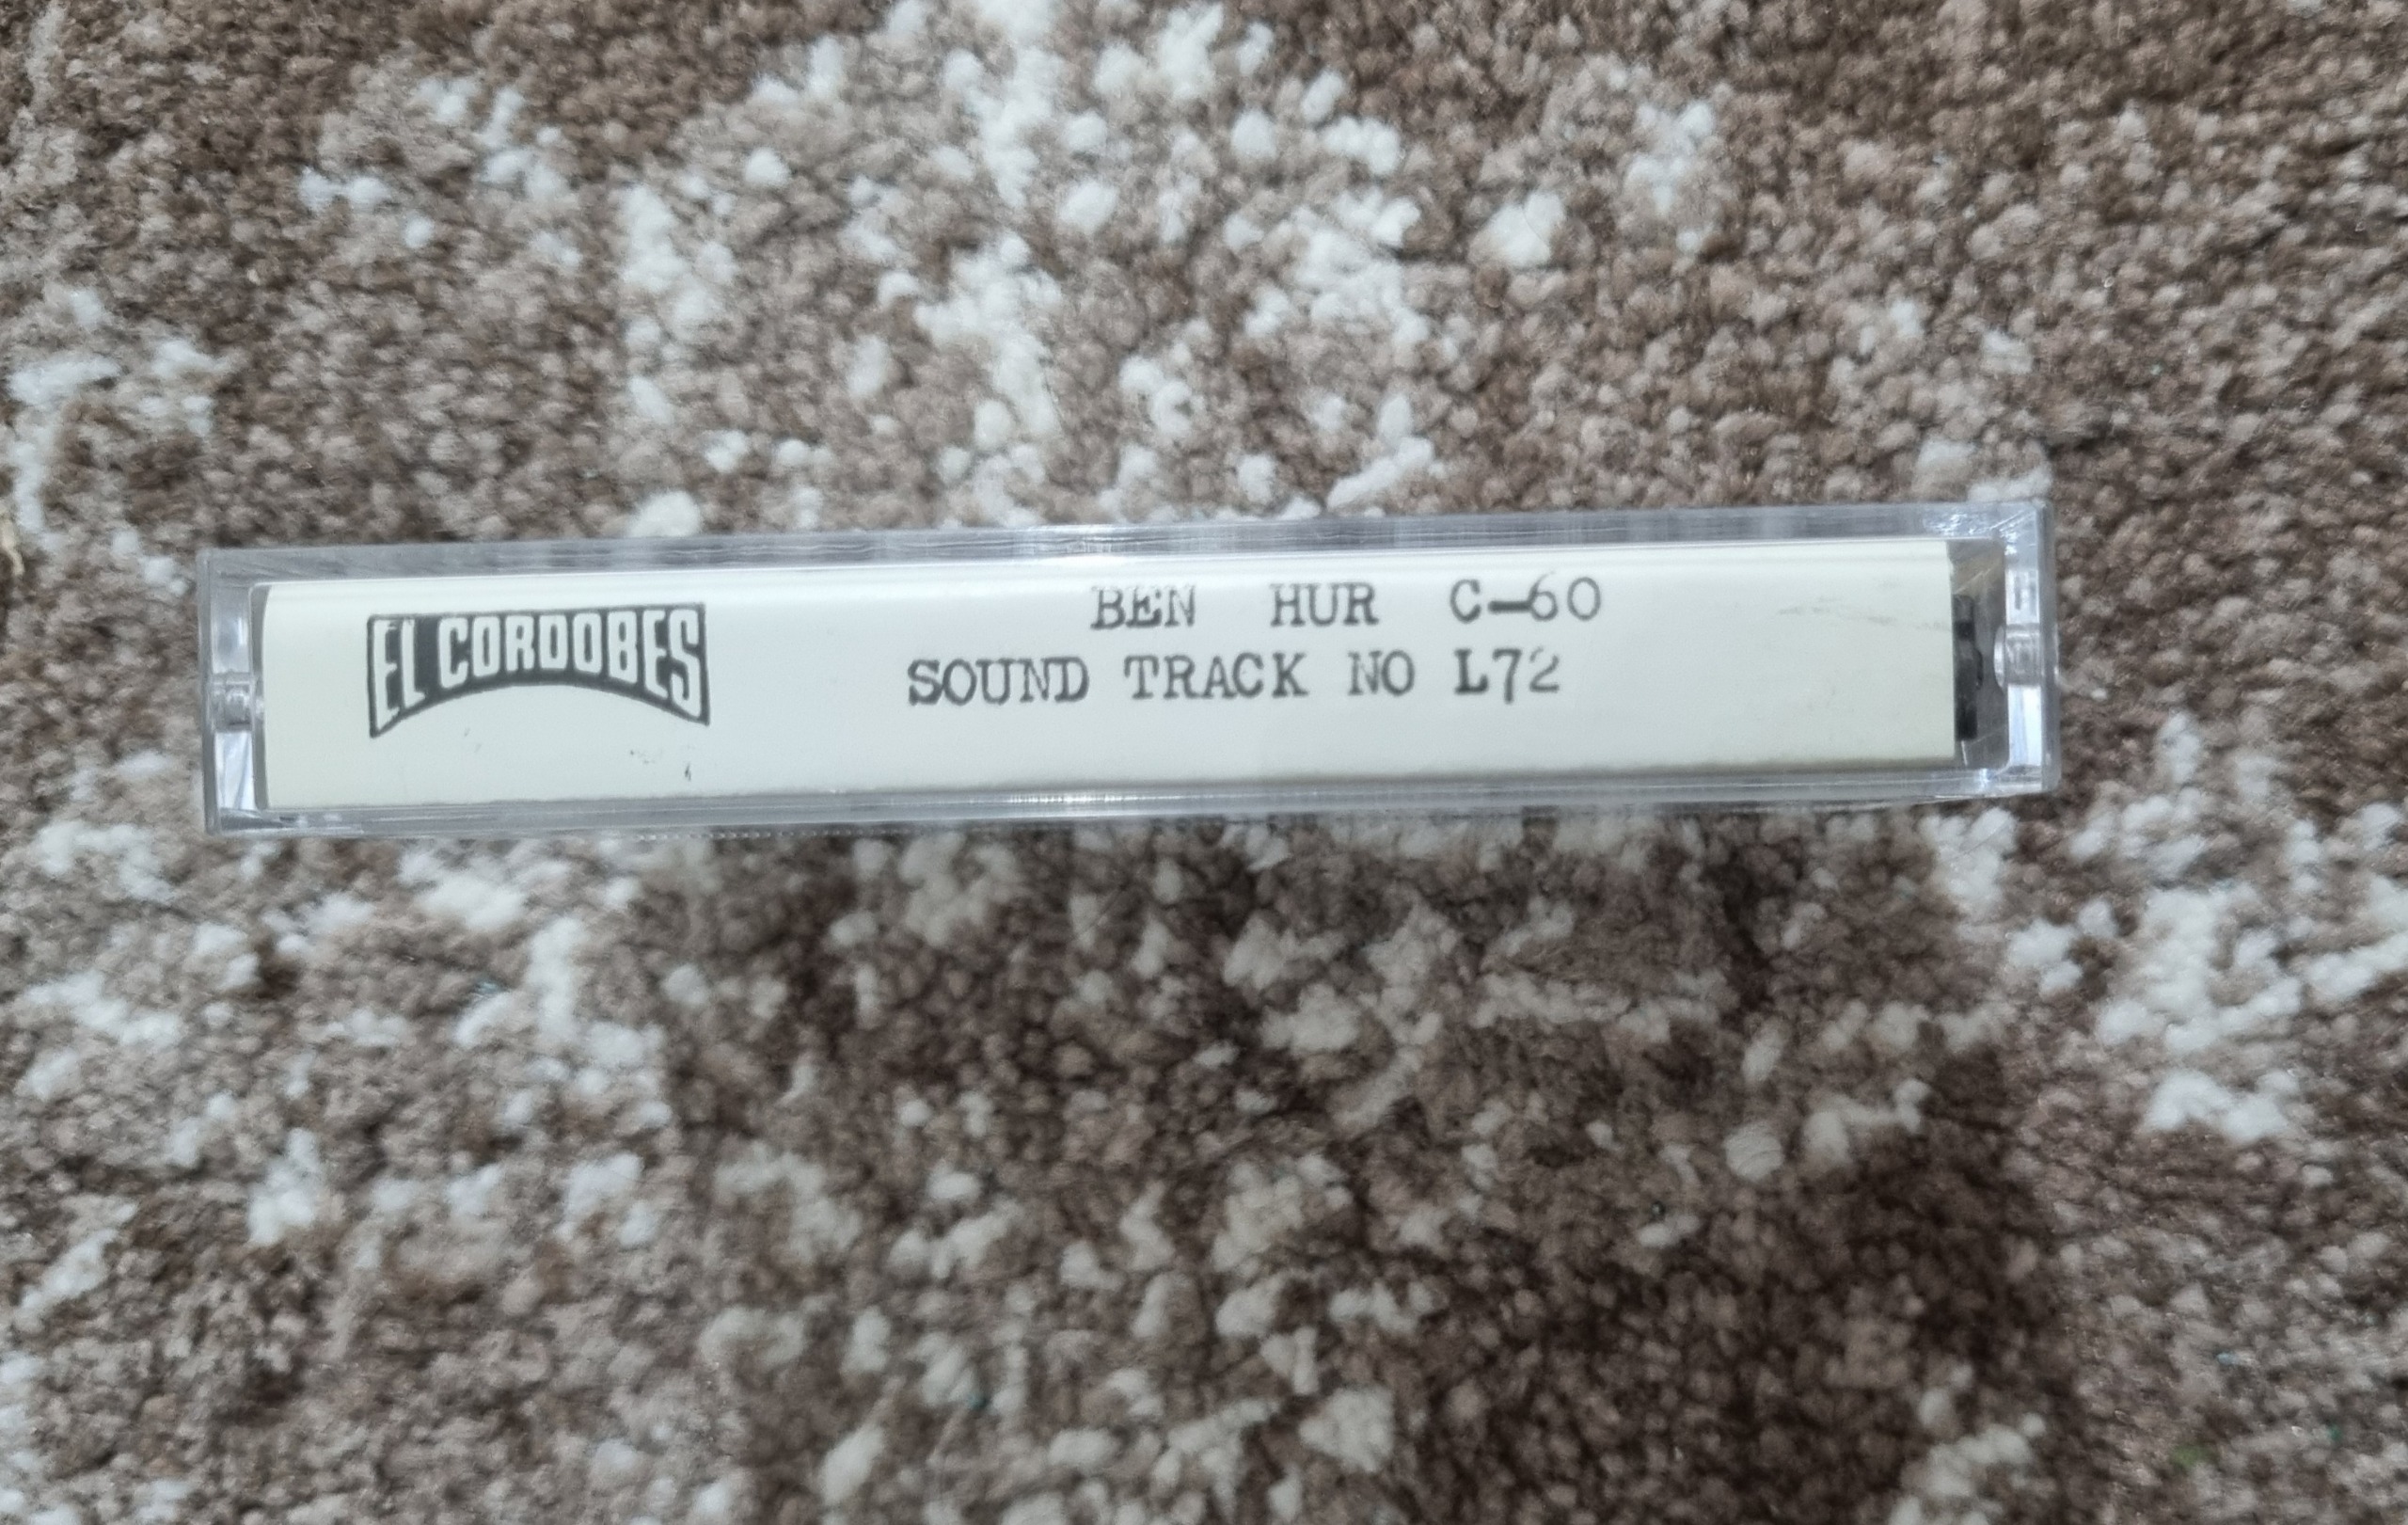 EL CORDOBES
BEN HUR C-60
SOUND TRACK NO L72